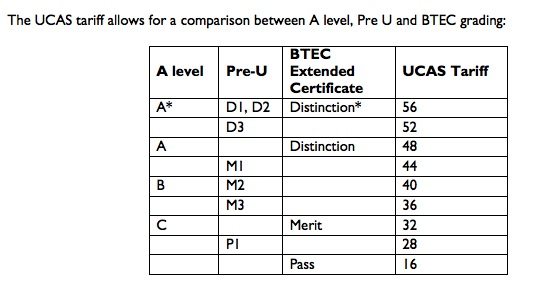 The UCAS tariff allows for a comparison between A level, Pre U and BTEC grading:
A level Pre-U BTEC Extended Certificate UCAS Tariff
A* D1, D2 Distinction* 56
D3 52
A Distinction 48
M1 44
B M2 40
M3 36
C Merit 32
P1 28
Pass 16